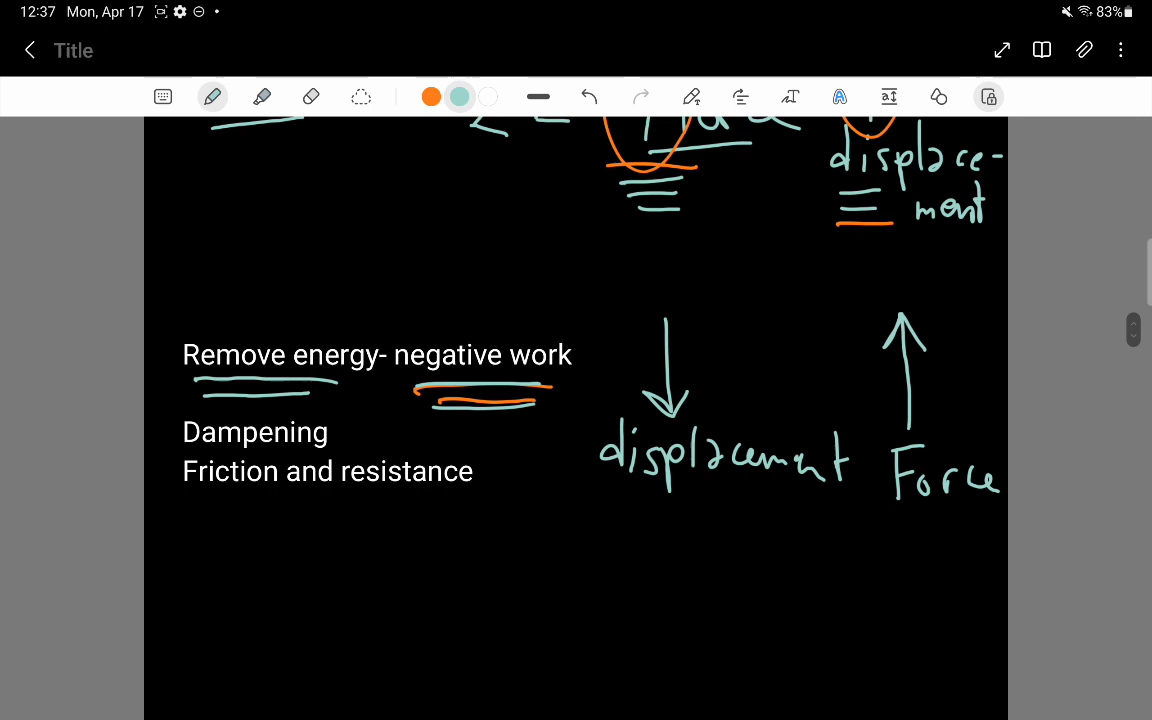 12:37 Mon, Apr 17
83%
Title
displace-
ment
Remove energy- negative work
Dampening
Friction and resistance
displacement
Force